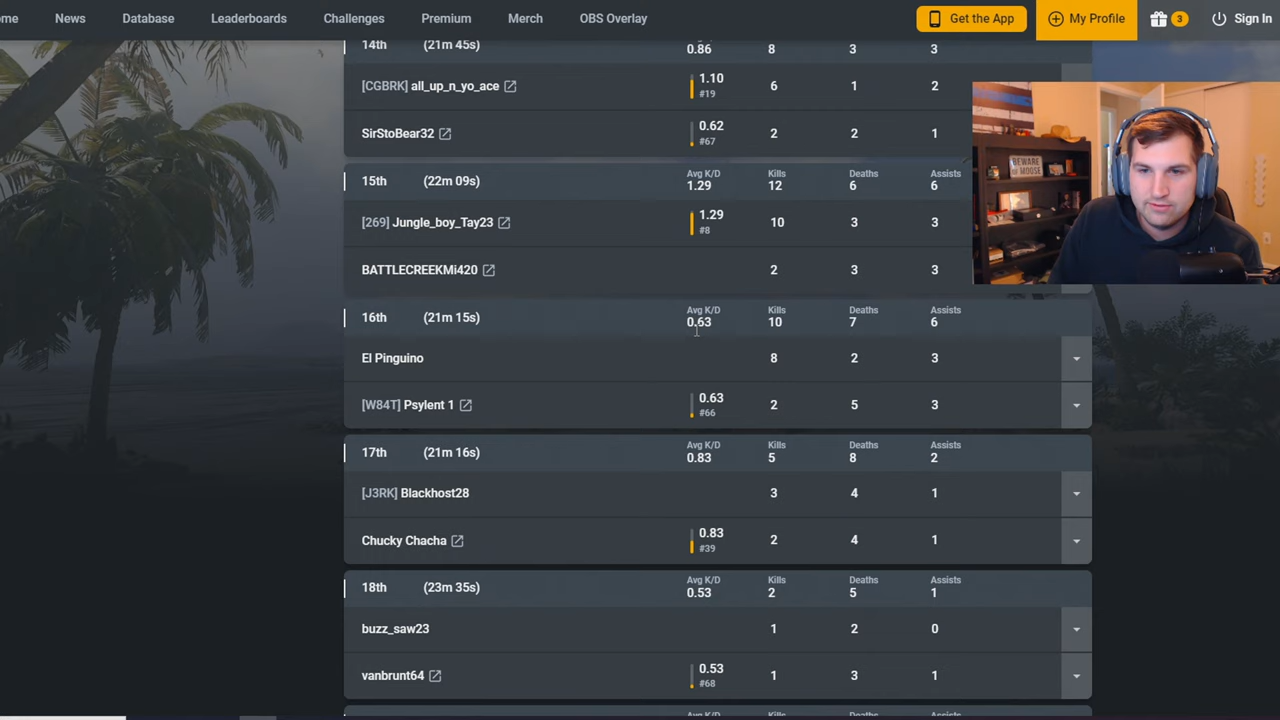 ome News Database Leaderboards Challenges Premium Merch OBS Overlay Get the App My Profile 3 Sign In
14th (21m 45s) 0.86 8 3 3
[CGBRK] all_up_n_yo_ace 1.10 #19 6 1 2
SirStoBear32 0.62 #67 2 2 1
15th (22m 09s) Avg K/D 1.29 Kills 12 Deaths 6 Assists 6
[269] Jungle_boy_Tay23 1.29 #8 10 3 3
BATTLECREEKMi420 2 3 3
16th (21m 15s) Avg K/D 0.63 Kills 10 Deaths 7 Assists 6
El Pinguino 8 2 3
[W84T] Psylent 1 0.63 #66 2 5 3
17th (21m 16s) Avg K/D 0.83 Kills 5 Deaths 8 Assists 2
[J3RK] Blackhost28 3 4 1
Chucky Chacha 0.83 #39 2 4 1
18th (23m 35s) Avg K/D 0.53 Kills 2 Deaths 5 Assists 1
buzz_saw23 1 2 0
vanbrunt64 0.53 #68 1 3 1
Avg K/D Kills Deaths Assists
BEWARE
OF MOOSE